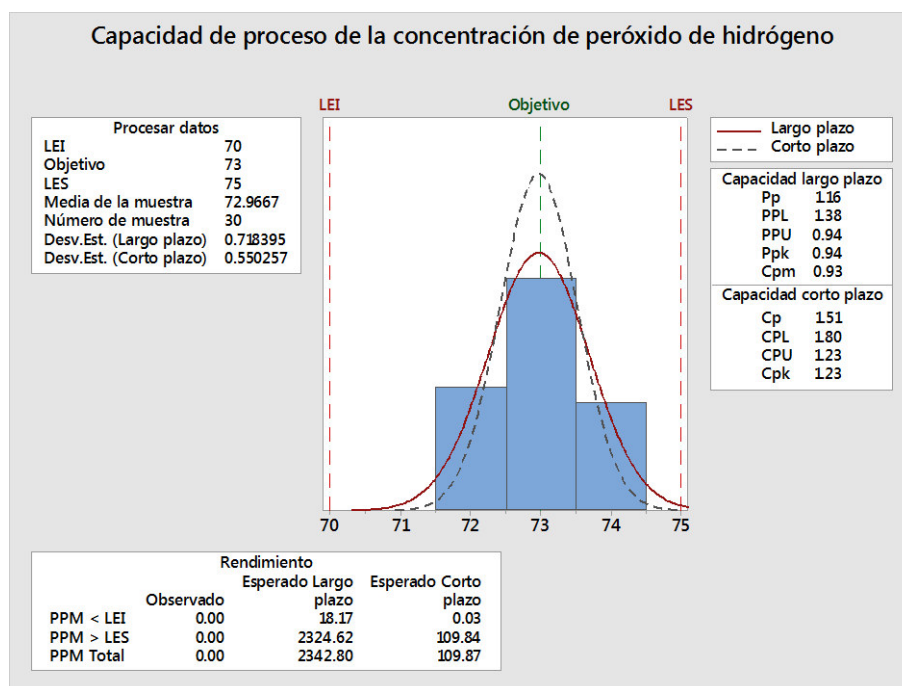 Capacidad de proceso de la concentración de peróxido de hidrógeno
LEI Objetivo LES
Procesar datos
LEI 70
Objetivo 73
LES 75
Media de la muestra 72.9667
Número de muestra 30
Desv.Est. (Largo plazo) 0.718395
Desv.Est. (Corto plazo) 0.550257
Largo plazo
Corto plazo
Capacidad largo plazo
Pp 1.16
PPL 1.38
PPU 0.94
Ppk 0.94
Cpm 0.93
Capacidad corto plazo
Cp 1.51
CPL 1.80
CPU 1.23
Cpk 1.23
70 71 72 73 74 75
Rendimiento
Esperado Largo Esperado Corto
Observado plazo plazo
PPM < LEI 0.00 18.17 0.03
PPM > LES 0.00 2324.62 109.84
PPM Total 0.00 2342.80 109.87